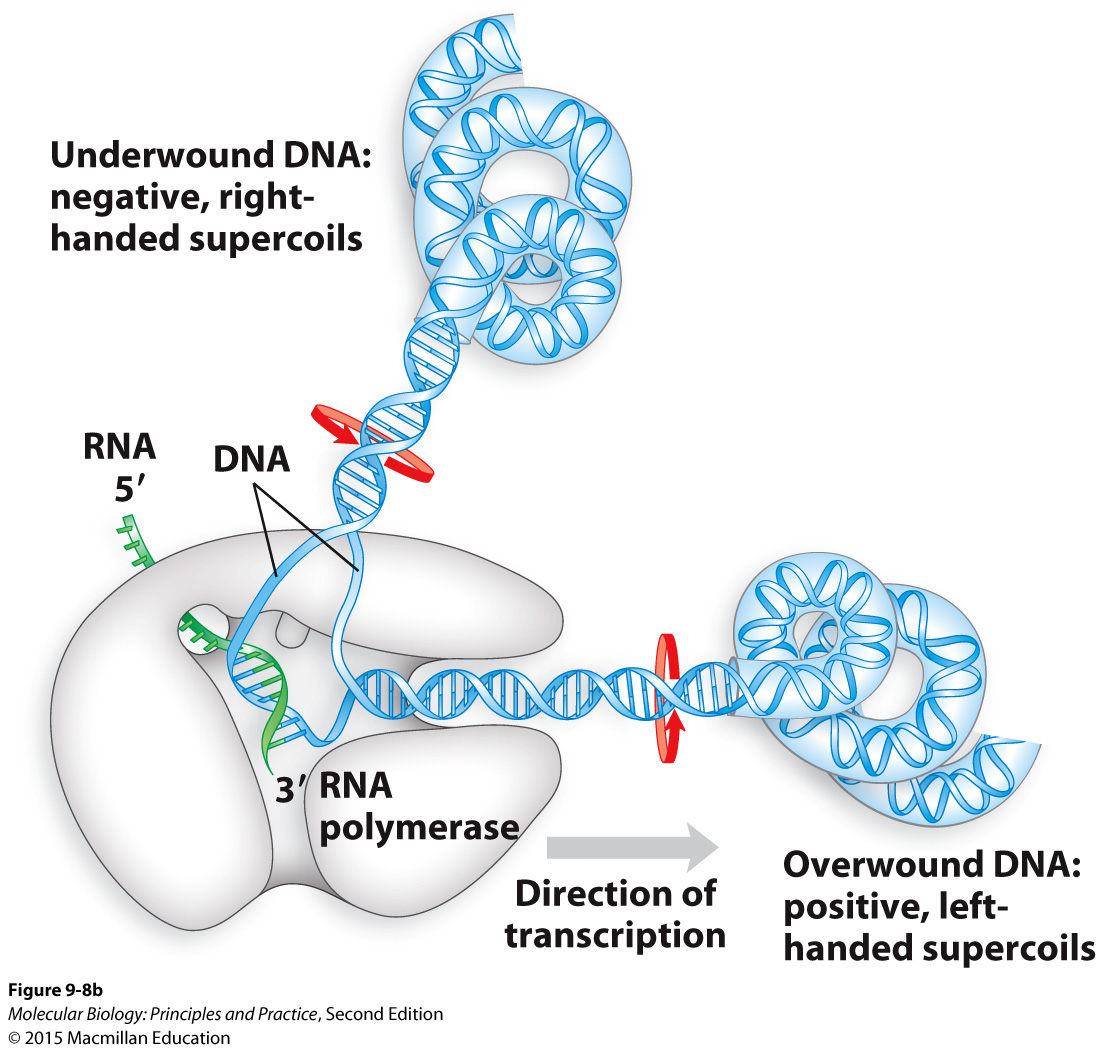 Underwound DNA:
negative, right-
handed supercoils
RNA
5′
DNA
3′
RNA
polymerase
Direction of
transcription
Overwound DNA:
positive, left-
handed supercoils
Figure 9-8b
Molecular Biology: Principles and Practice, Second Edition
© 2015 Macmillan Education